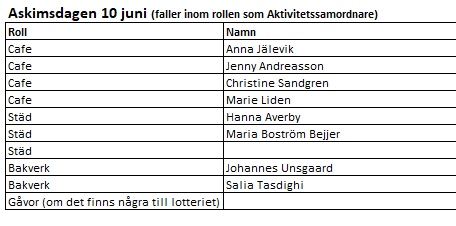 Askimsdagen 10 juni (faller inom rollen som Aktivitetssamordnare)
Roll Namn
Cafe Anna Jälevik
Cafe Jenny Andreasson
Cafe Christine Sandgren
Cafe Marie Liden
Städ Hanna Averby
Städ Maria Boström Bejjer
Städ
Bakverk Johannes Unsgaard
Bakverk Salia Tasdighi
Gåvor (om det finns några till lotteriet)